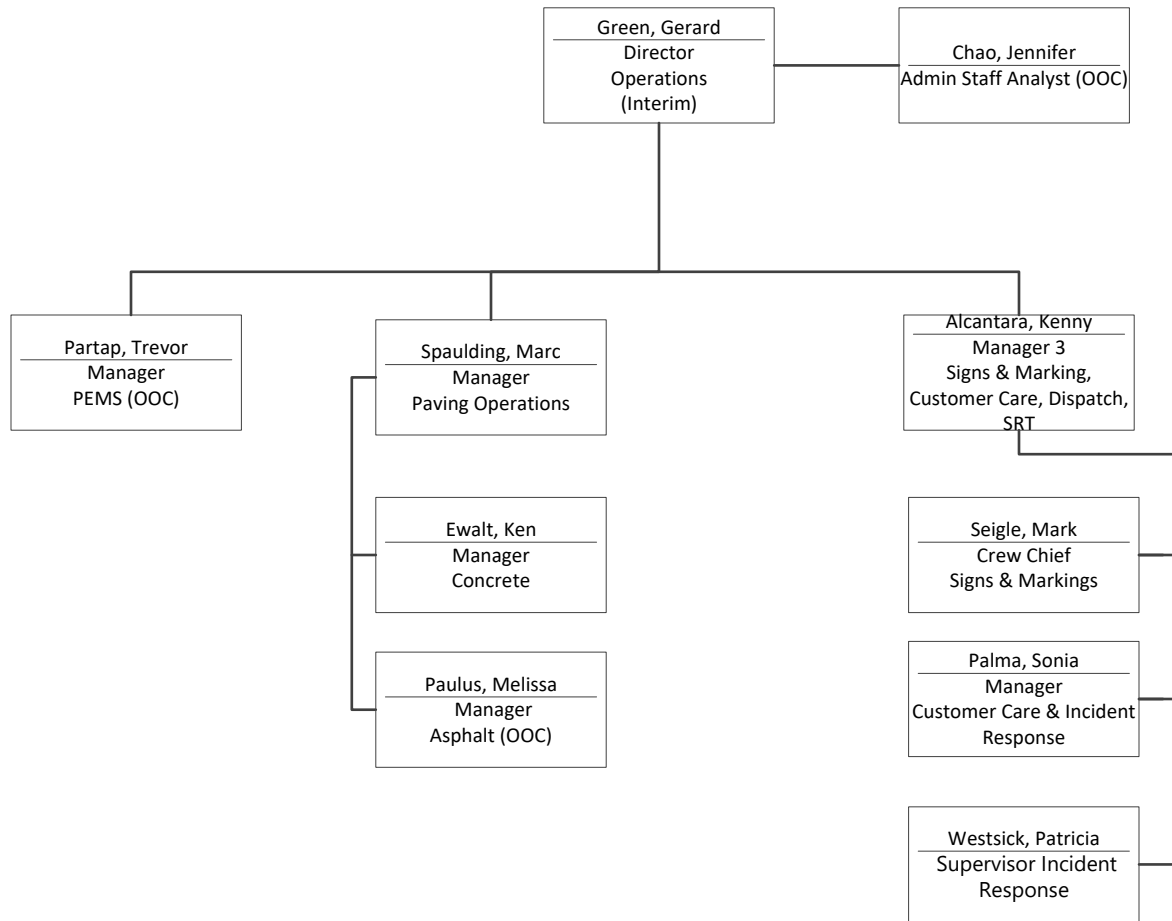 Green, Gerard
Director
Operations
(Interim)
Chao, Jennifer
Admin Staff Analyst (OOC)
Partap, Trevor
Manager
PEMS (OOC)
Spaulding, Marc
Manager
Paving Operations
Alcantara, Kenny
Manager 3
Signs & Marking,
Customer Care, Dispatch,
SRT
Ewalt, Ken
Manager
Concrete
Seigle, Mark
Crew Chief
Signs & Markings
Paulus, Melissa
Manager
Asphalt (OOC)
Palma, Sonia
Manager
Customer Care & Incident
Response
Westsick, Patricia
Supervisor Incident
Response